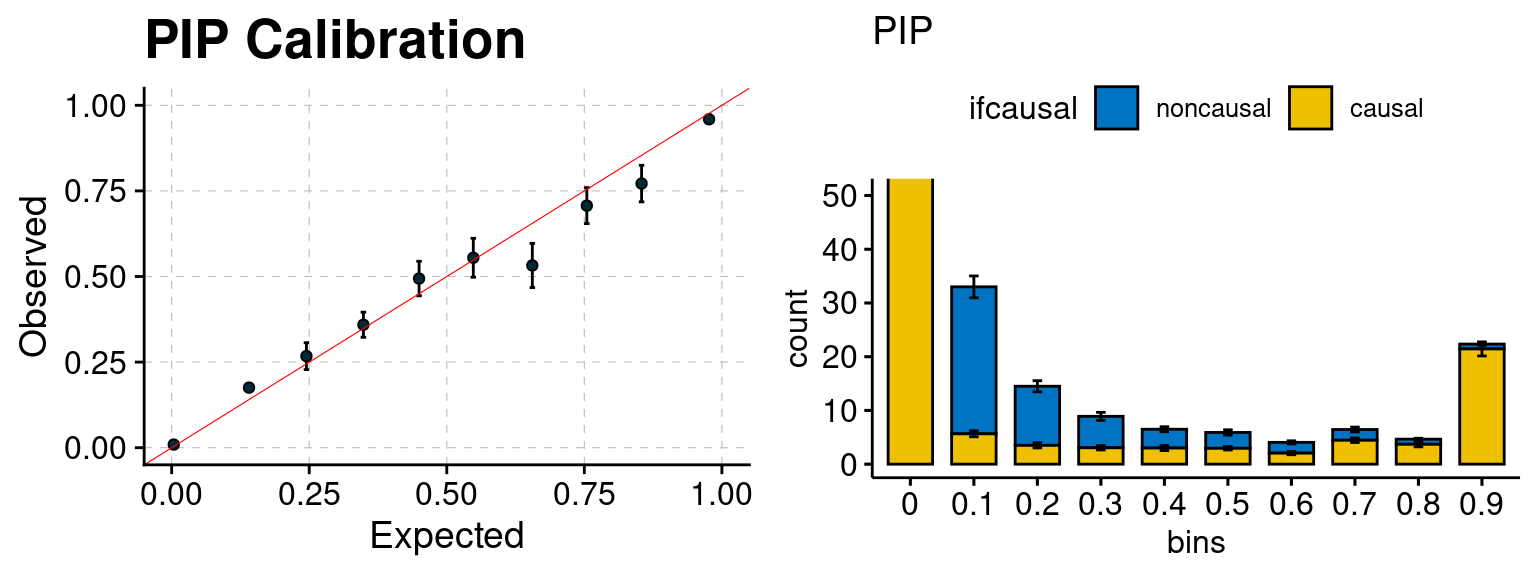 PIP Calibration
Observed
1.00
0.75
0.50
0.25
0.00
0.00 0.25 0.50 0.75 1.00
Expected
PIP
ifcausal noncausal causal
count
50
40
30
20
10
0
0 0.1 0.2 0.3 0.4 0.5 0.6 0.7 0.8 0.9
bins